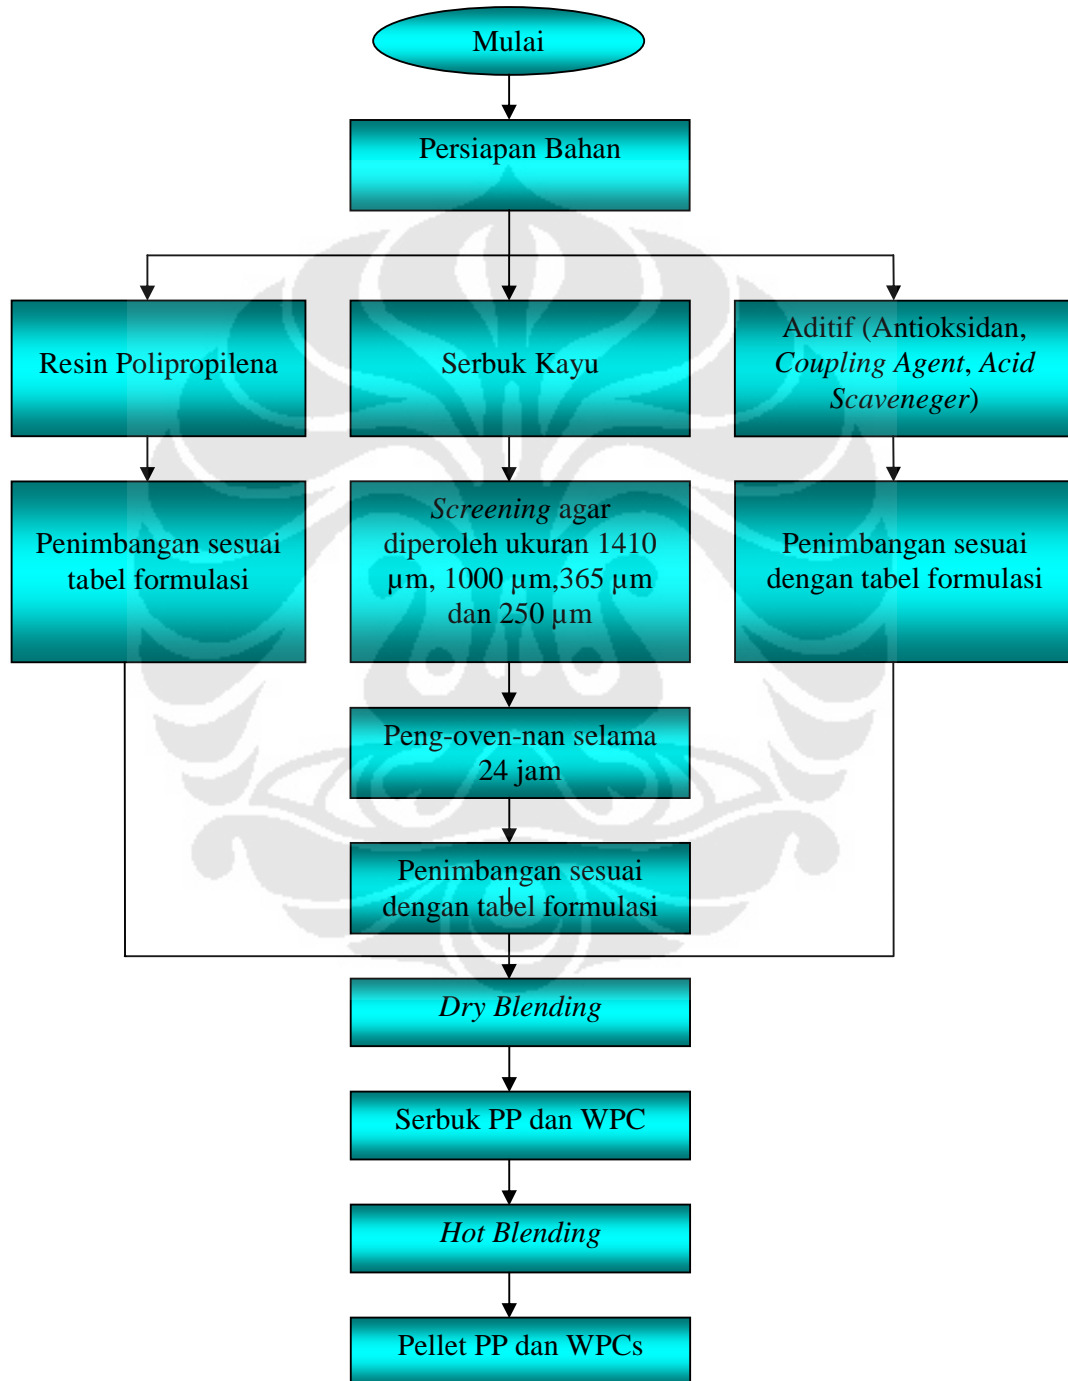 Mulai
Persiapan Bahan
Resin Polipropilena
Serbuk Kayu
Aditif (Antioksidan,
Coupling Agent, Acid
Scaveneger)
Penimbangan sesuai
tabel formulasi
Screening agar
diperoleh ukuran 1410
µm, 1000 µm,365 µm
dan 250 µm
Penimbangan sesuai
dengan tabel formulasi
Peng-oven-nan selama
24 jam
Penimbangan sesuai
dengan tabel formulasi
Dry Blending
Serbuk PP dan WPC
Hot Blending
Pellet PP dan WPCs